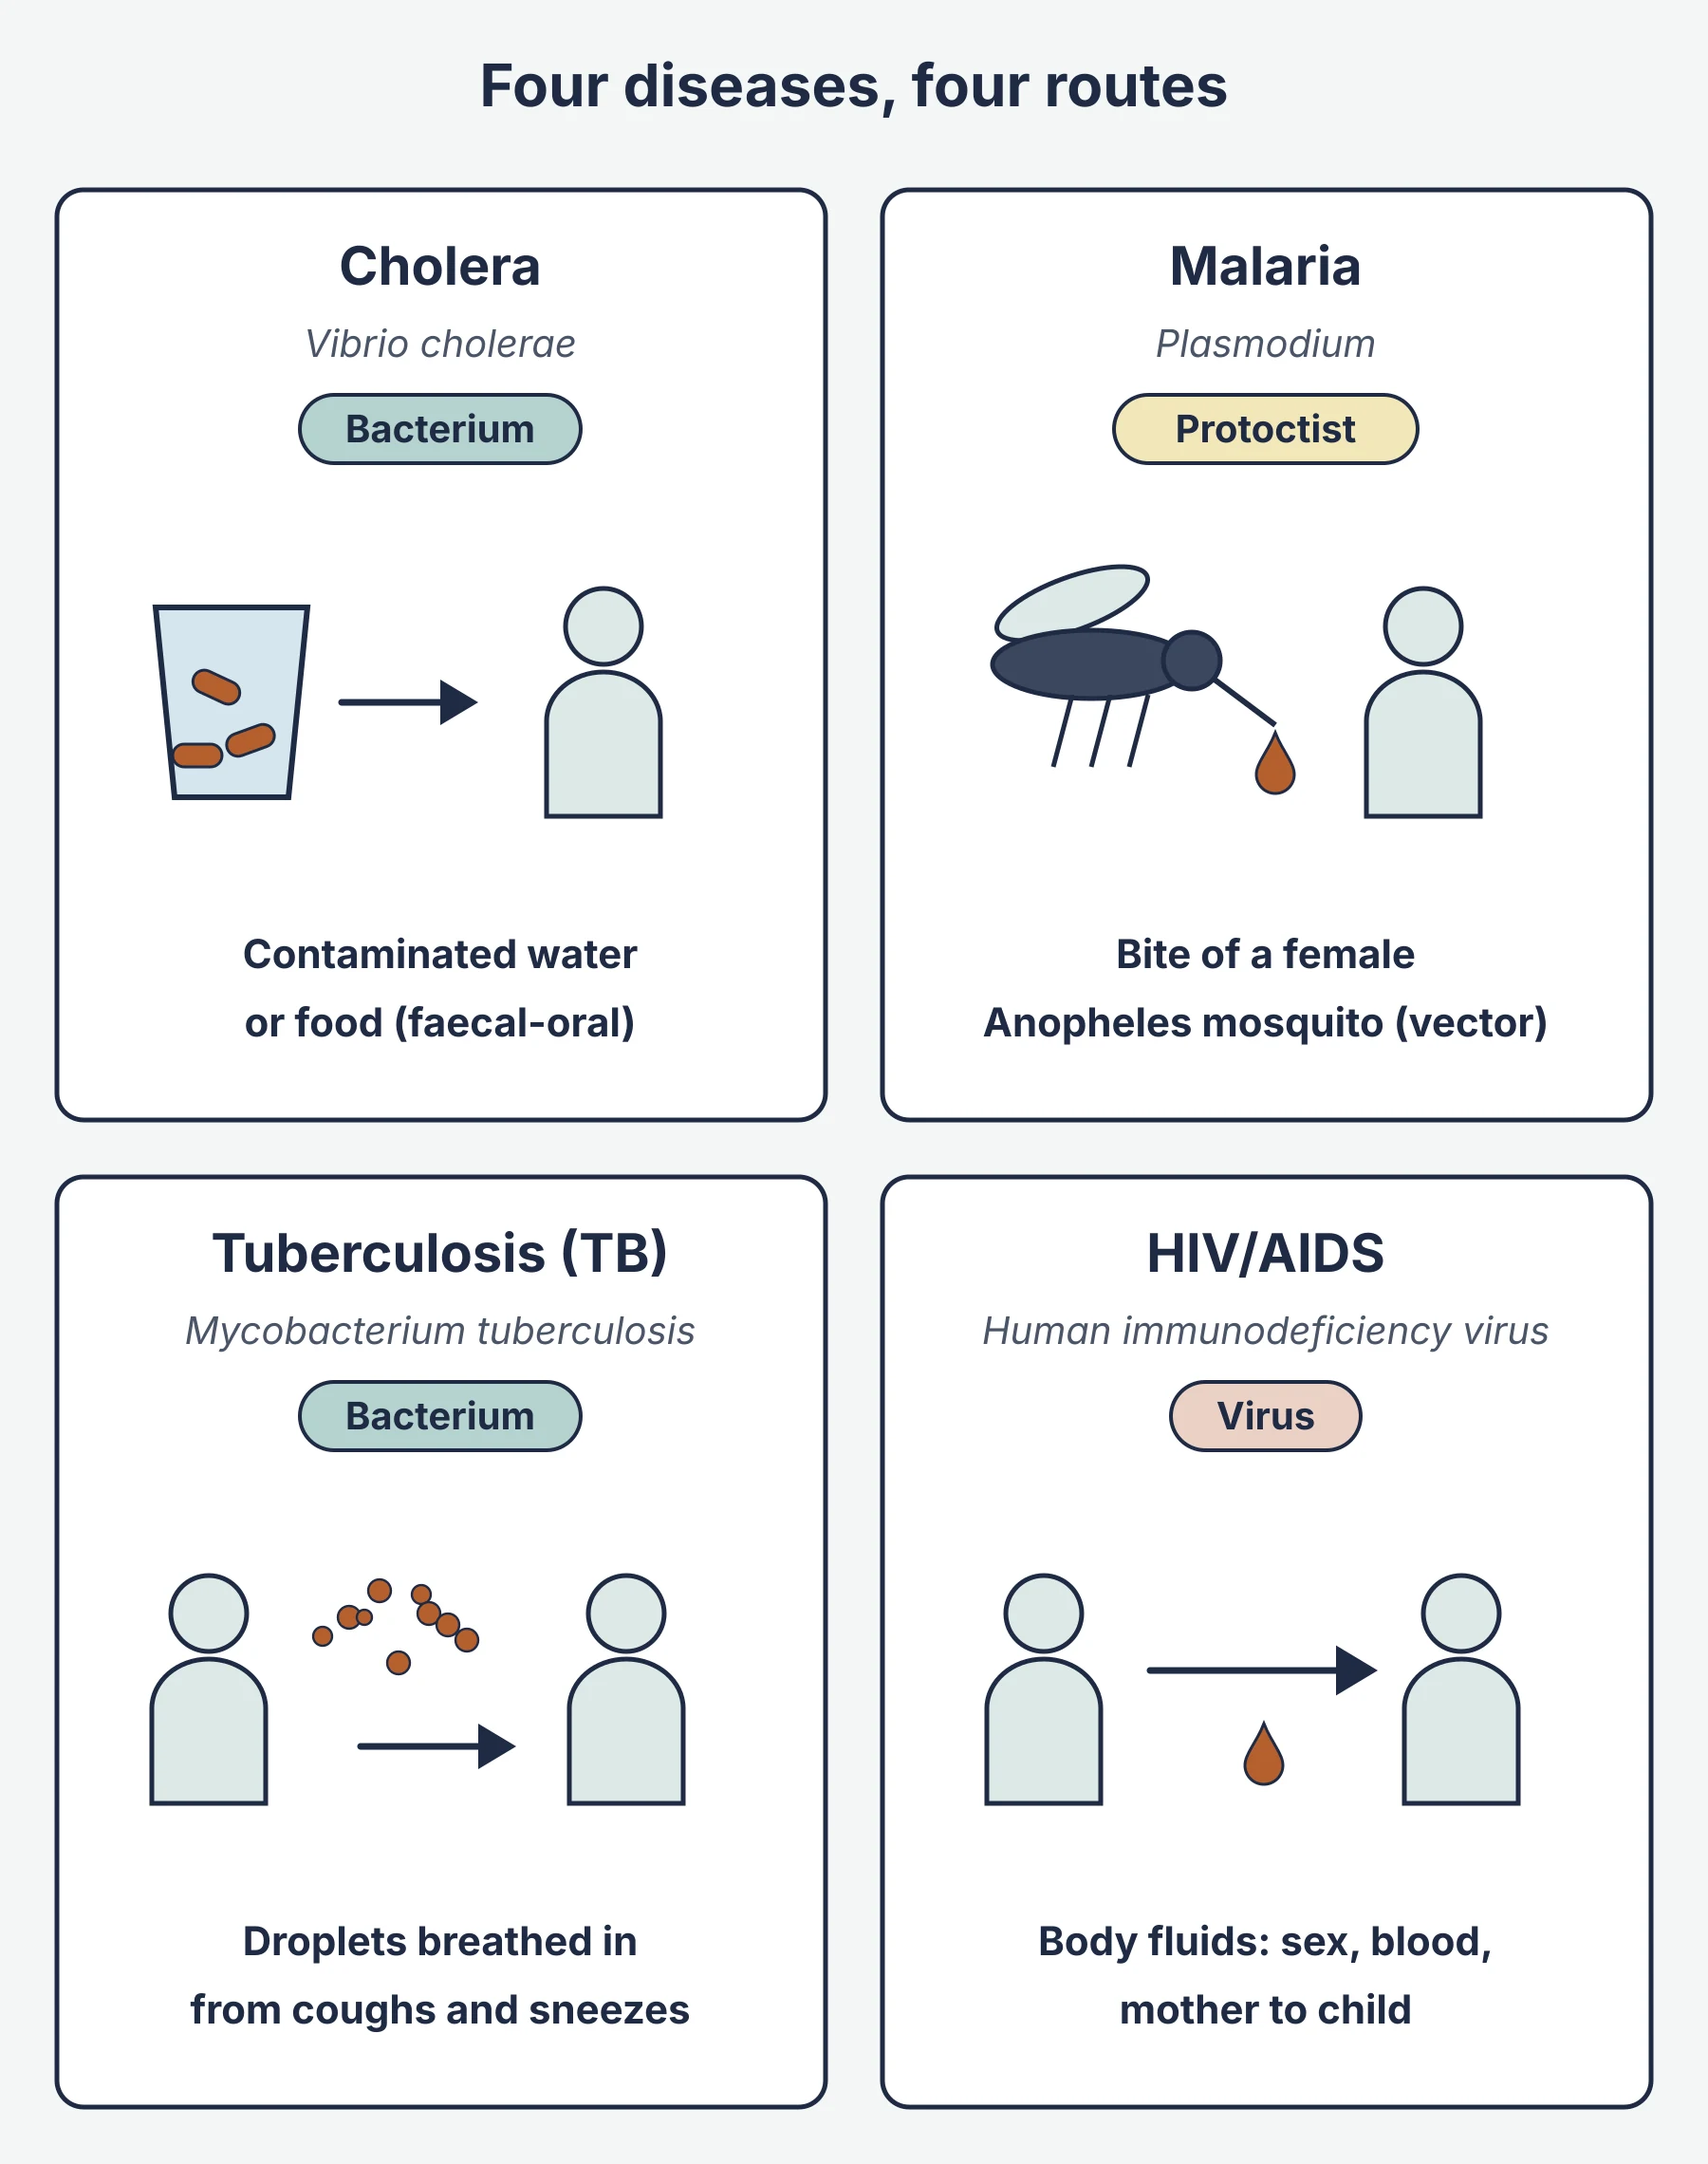 Four diseases, four routes
Cholera
Vibrio cholerae
Bacterium
Contaminated water
or food (faecal-oral)
Malaria
Plasmodium
Protoctist
Bite of a female
Anopheles mosquito (vector)
Tuberculosis (TB)
Mycobacterium tuberculosis
Bacterium
Droplets breathed in
from coughs and sneezes
HIV/AIDS
Human immunodeficiency virus
Virus
Body fluids: sex, blood,
mother to child